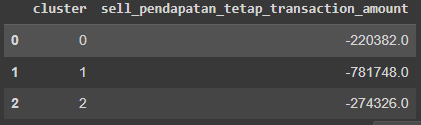 cluster sell_pendapatan_tetap_transaction_amount
0 0 -220382.0
1 1 -781748.0
2 2 -274326.0